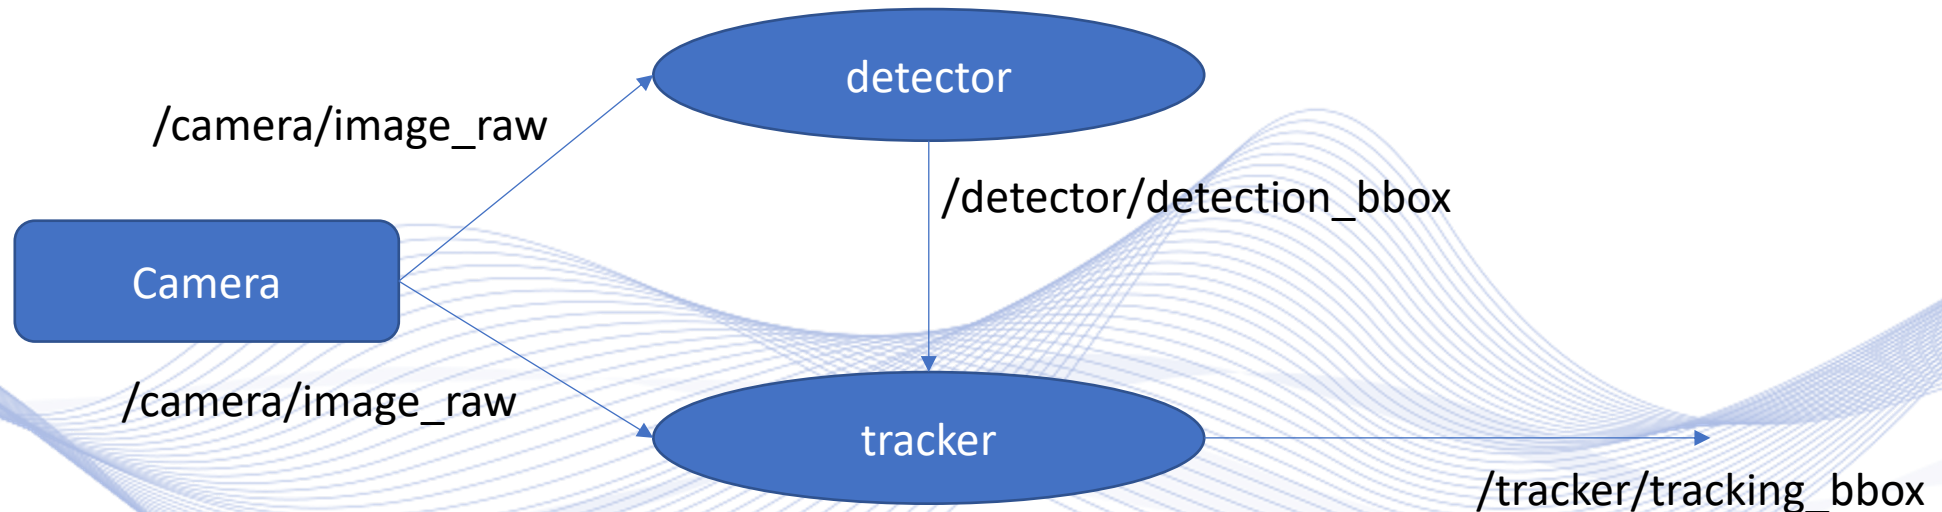 detector
/camera/image_raw
/detector/detection_bbox
Camera
/camera/image_raw
tracker
/tracker/tracking_bbox